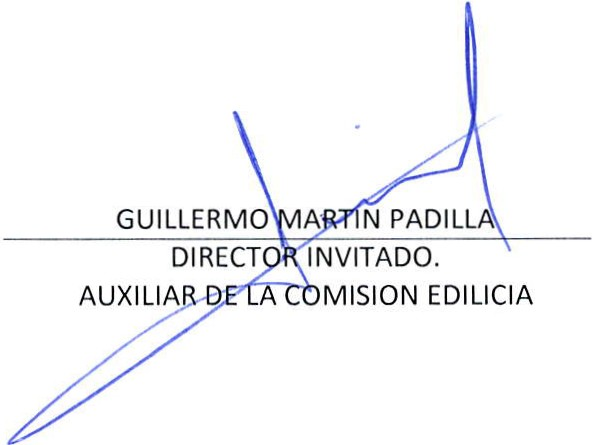 GUILLERMO MARTIN PADILLA
DIRECTOR INVITADO.
AUXILIAR DE LA COMISION EDILICIA